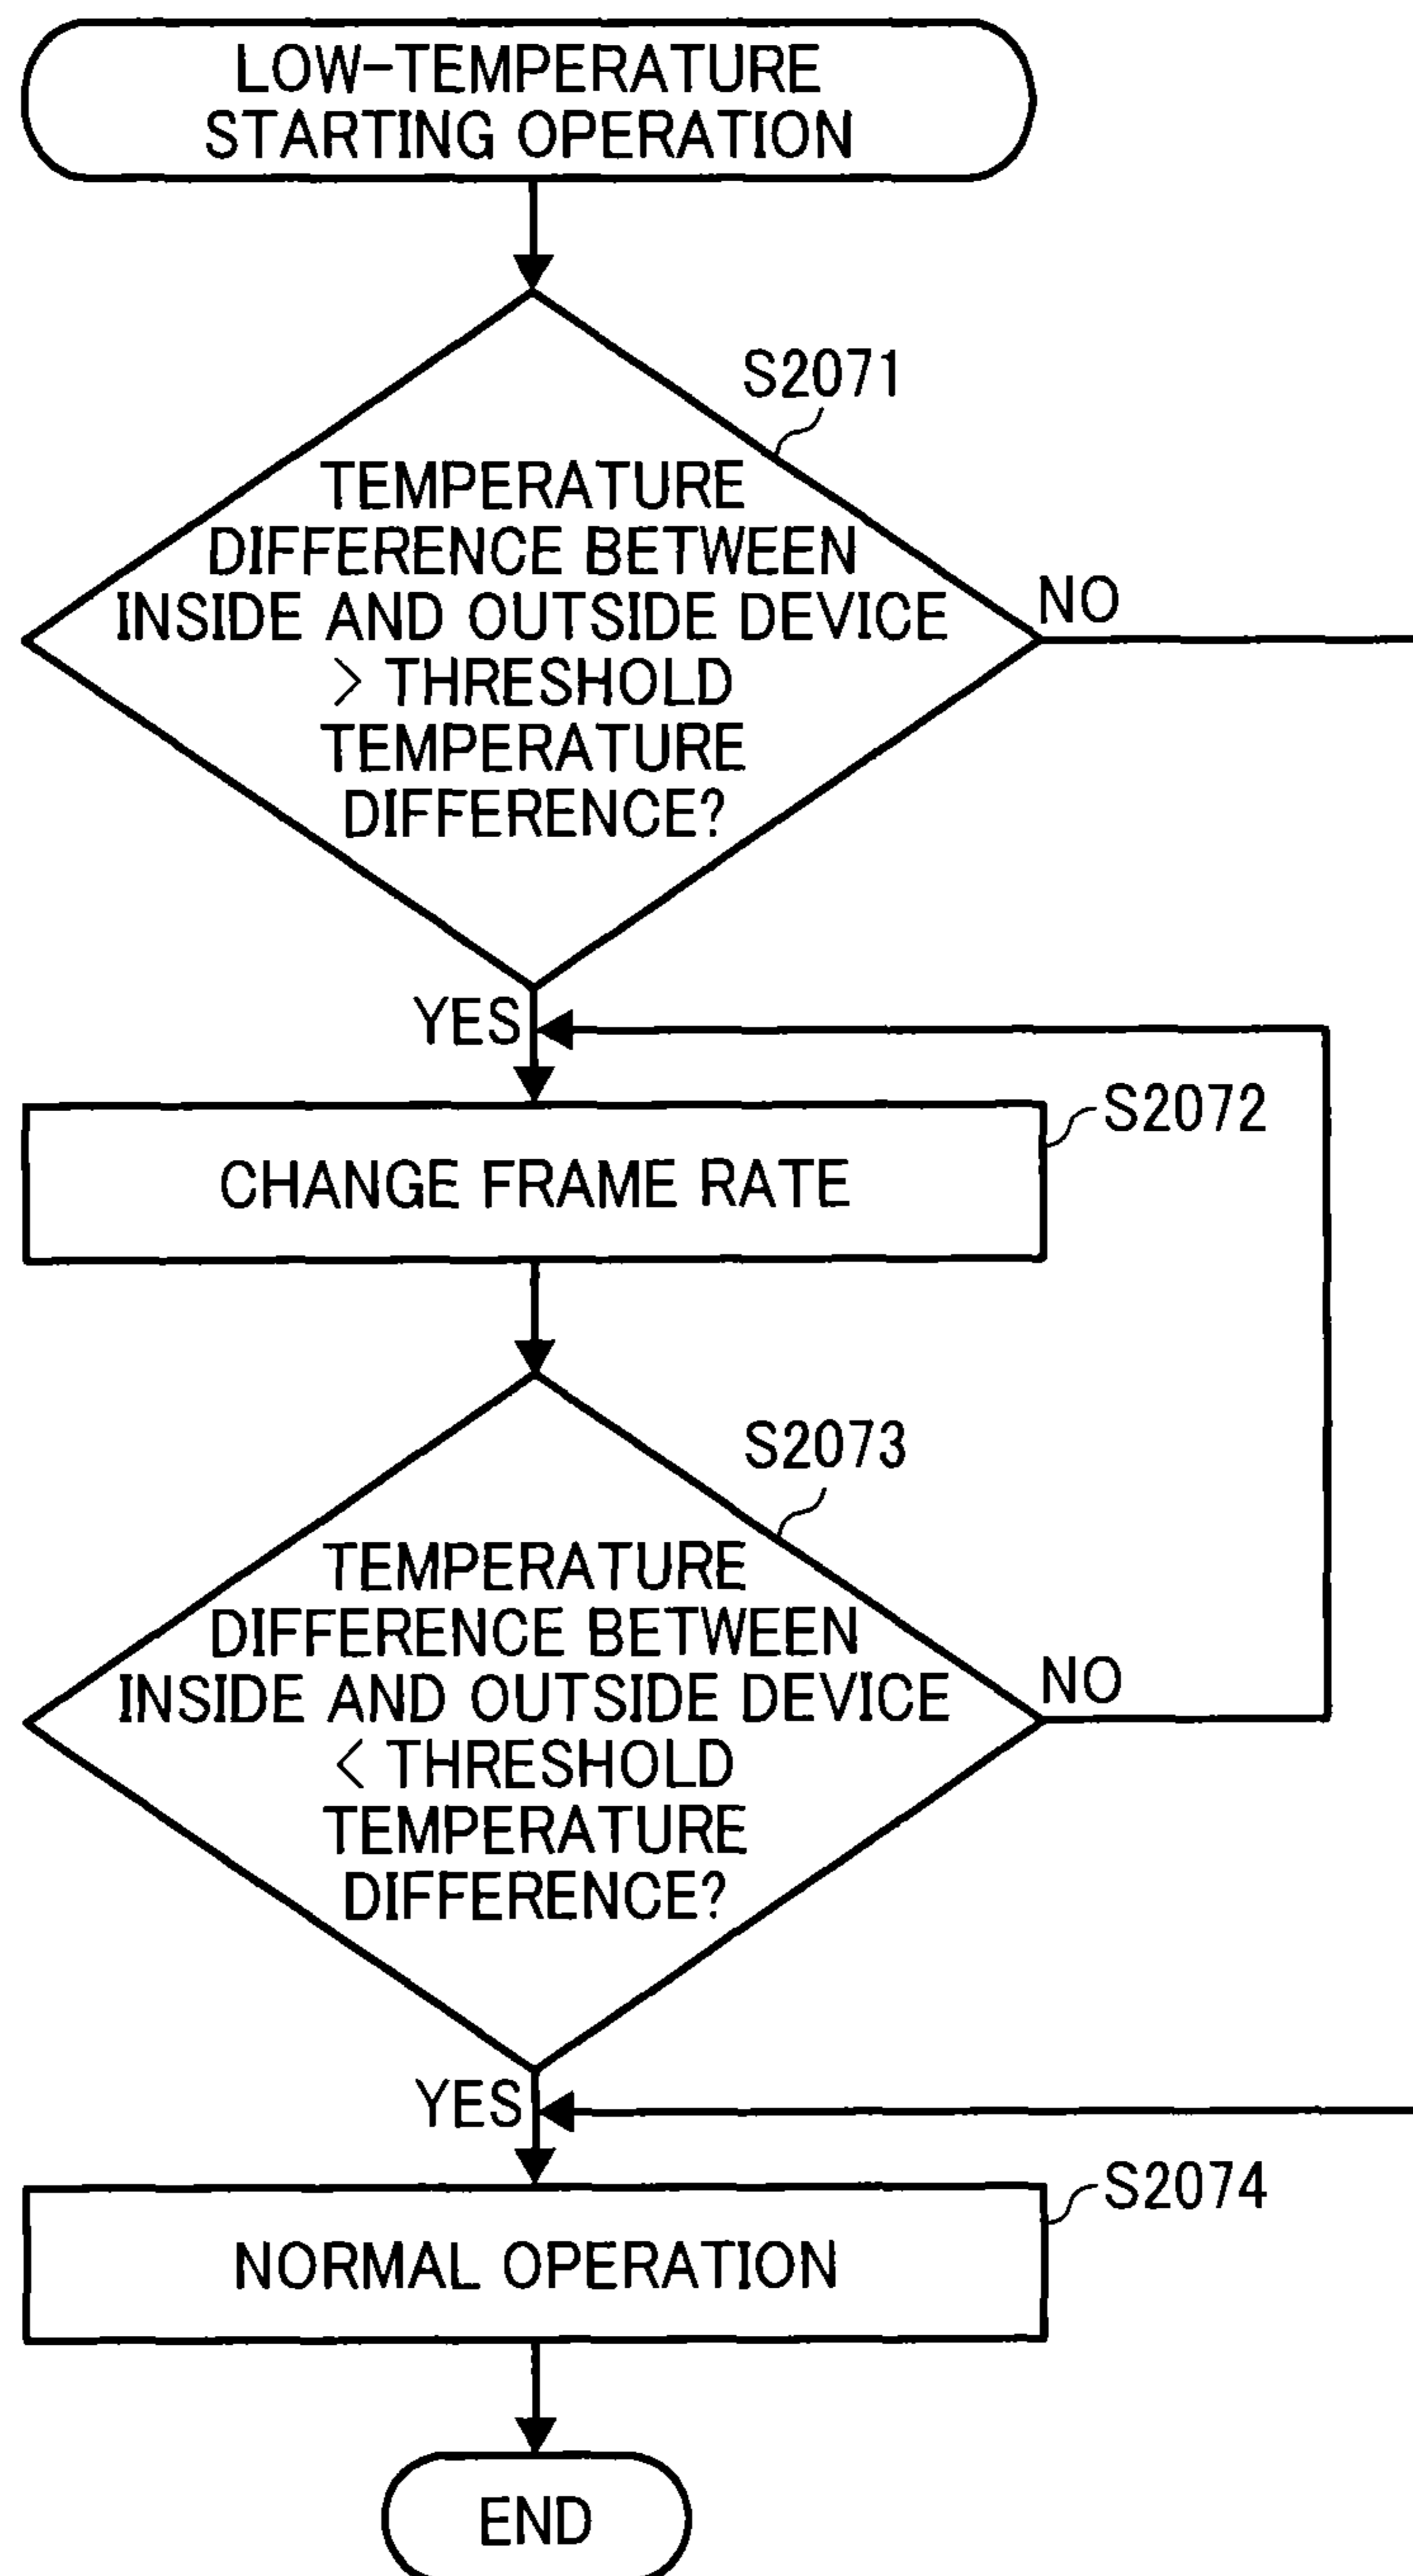 LOW-TEMPERATURE
STARTING OPERATION
S2071
TEMPERATURE
DIFFERENCE BETWEEN
INSIDE AND OUTSIDE DEVICE
> THRESHOLD
TEMPERATURE
DIFFERENCE?
NO
YES
S2072
CHANGE FRAME RATE
S2073
TEMPERATURE
DIFFERENCE BETWEEN
INSIDE AND OUTSIDE DEVICE
< THRESHOLD
TEMPERATURE
DIFFERENCE?
NO
YES
S2074
NORMAL OPERATION
END